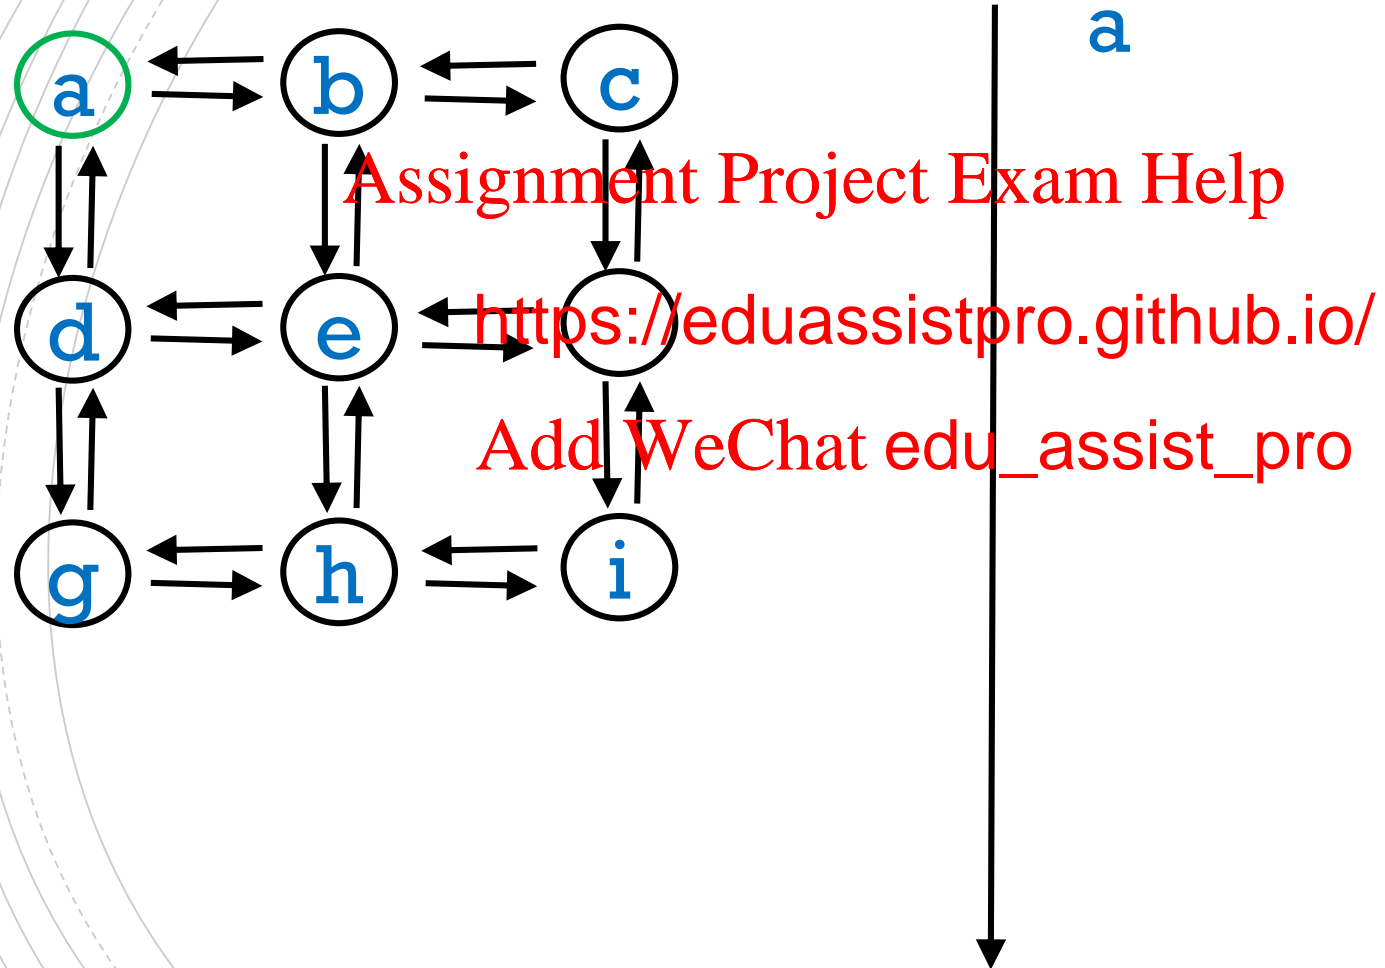 a
a b c
Assignment Project Exam Help
d e
https://eduassistpro.github.io/
Add WeChat edu_assist_pro
g h i